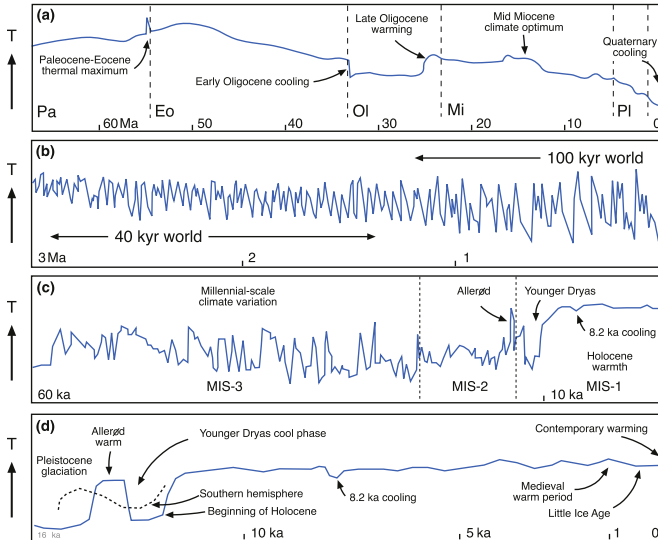 (a)
T
Paleocene-Eocene
thermal maximum
Early Oligocene cooling
Late Oligocene
warming
Mid Miocene
climate optimum
Quaternary
cooling
Pa
Eo
Ol
Mi
Pl
60 Ma
50
40
30
20
10
0
(b)
T
100 kyr world
40 kyr world
3 Ma
2
1
(c)
T
Millennial-scale
climate variation
Allerød
Younger Dryas
8.2 ka cooling
Holocene
warmth
60 ka
MIS-3
MIS-2
10 ka
MIS-1
(d)
T
Allerød
warm
Younger Dryas cool phase
Pleistocene
glaciation
Southern hemisphere
Beginning of Holocene
8.2 ka cooling
Contemporary warming
Medieval
warm period
Little Ice Age
16 ka
10 ka
5 ka
1
0